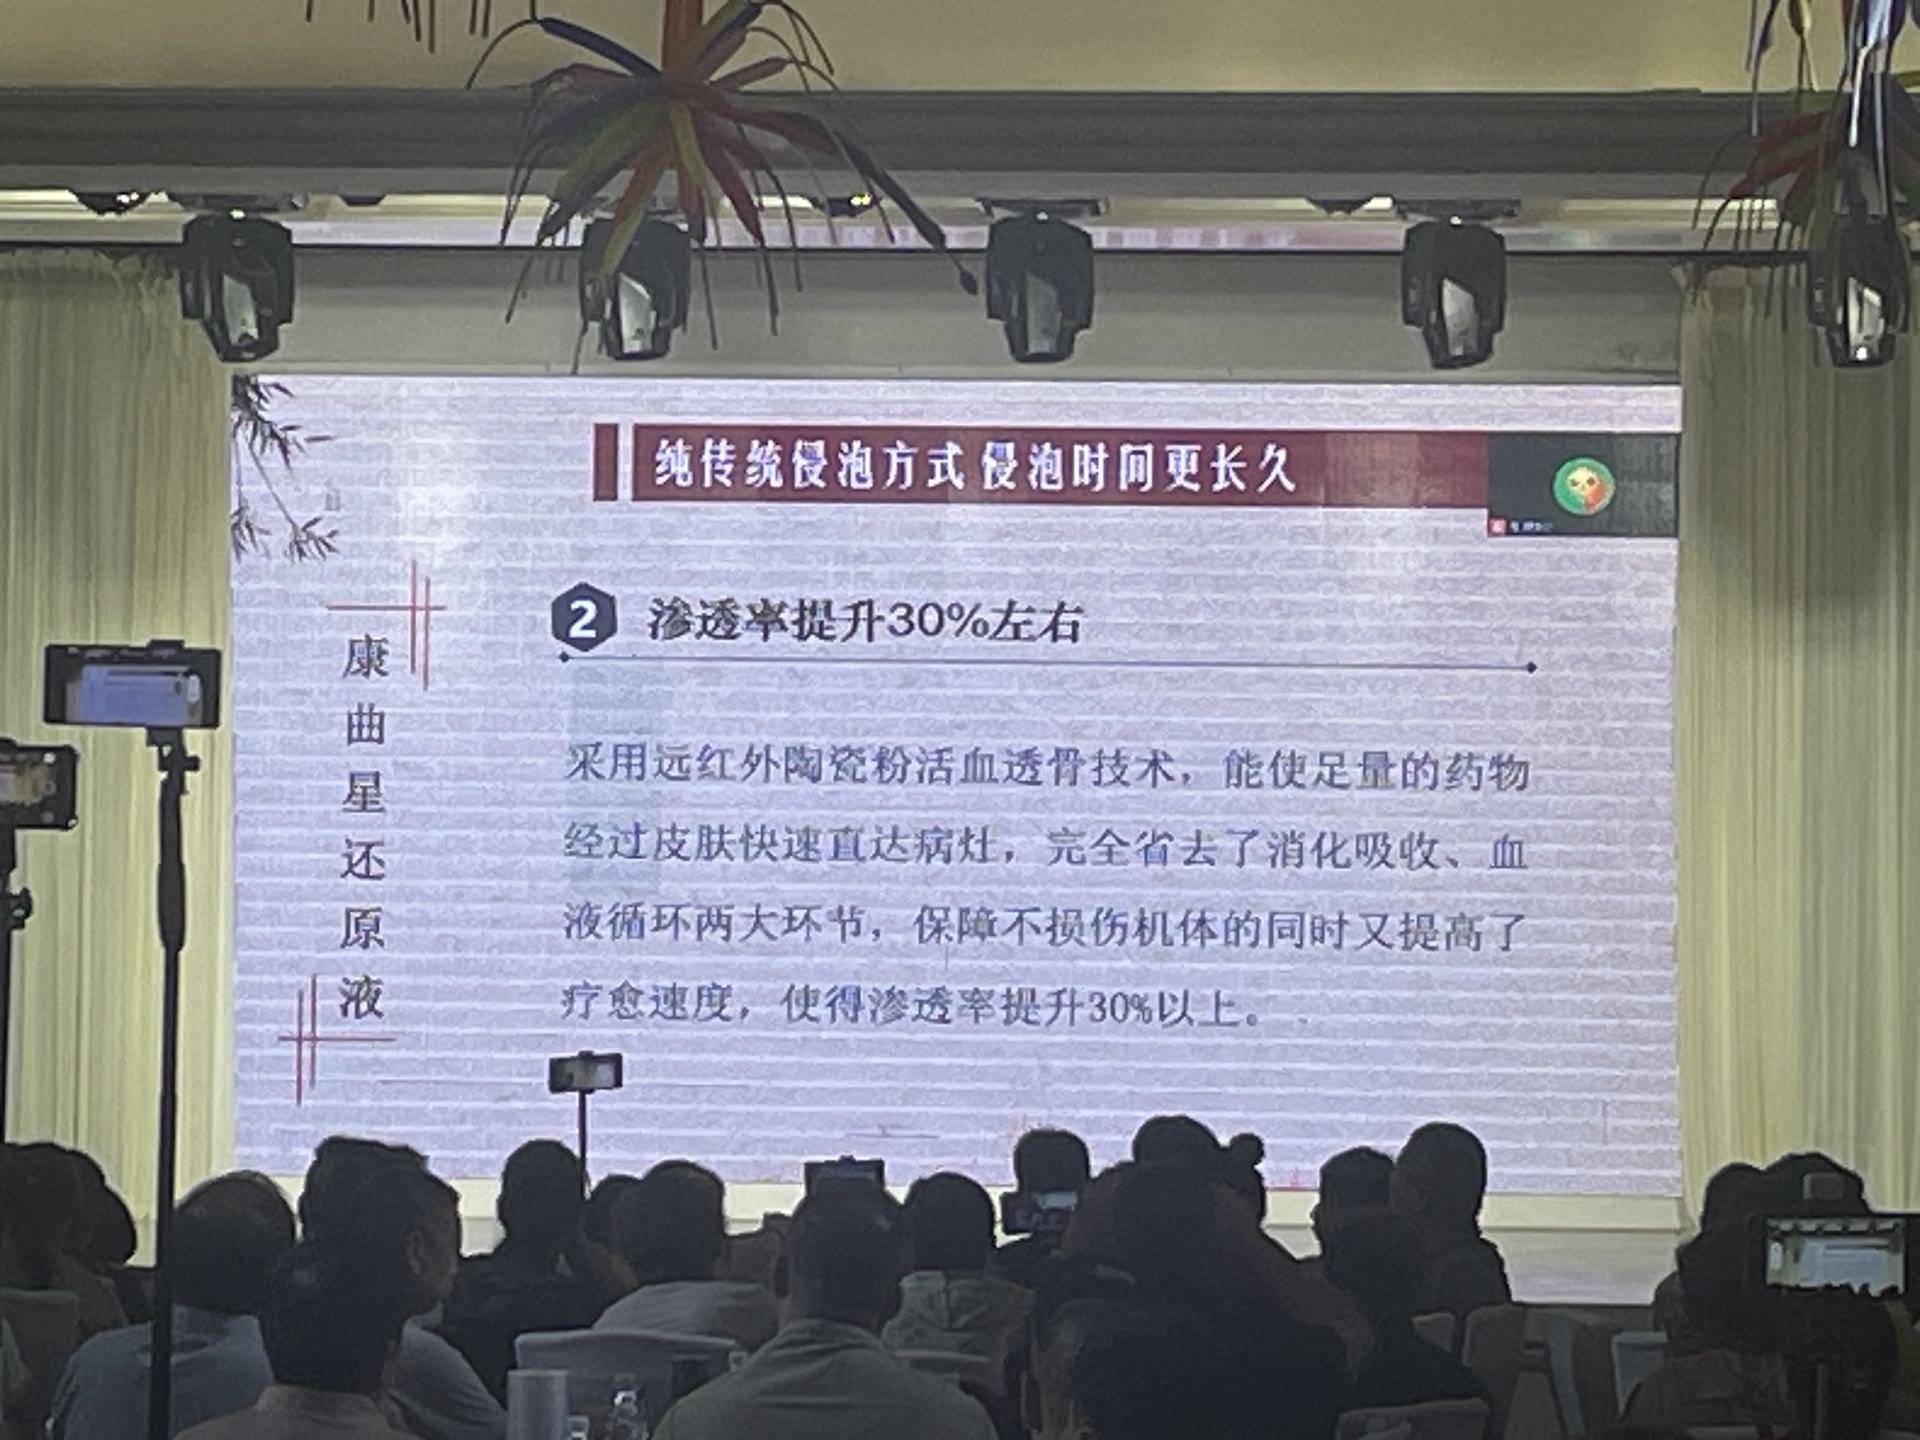 纯传统侵泡方式 侵泡时间更长久
康曲星还原液
2 渗透率提升30%左右
采用远红外陶瓷粉活血透骨技术，能使足量的药物
经过皮肤快速直达病灶，完全省去了消化吸收、血
液循环两大环节，保障不损伤机体的同时又提高了
疗愈速度，使得渗透率提升30%以上。